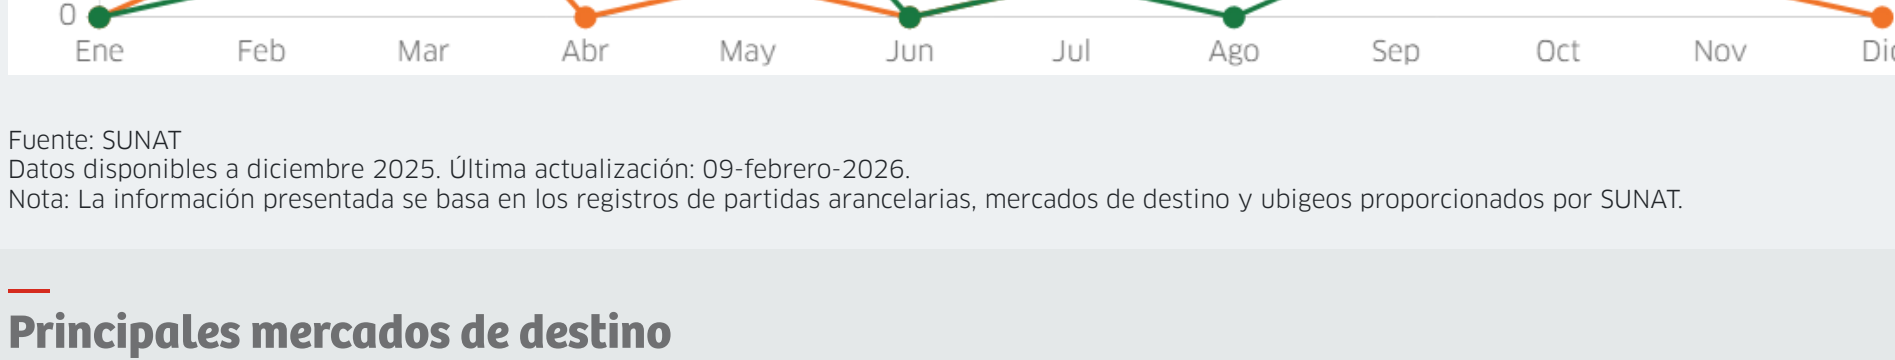 0
Ene Feb Mar Abr May Jun Jul Ago Sep Oct Nov
Fuente: SUNAT
Datos disponibles a diciembre 2025. Última actualización: 09-febrero-2026.
Nota: La información presentada se basa en los registros de partidas arancelarias, mercados de destino y ubigeos proporcionados por SUNAT.
Principales mercados de destino